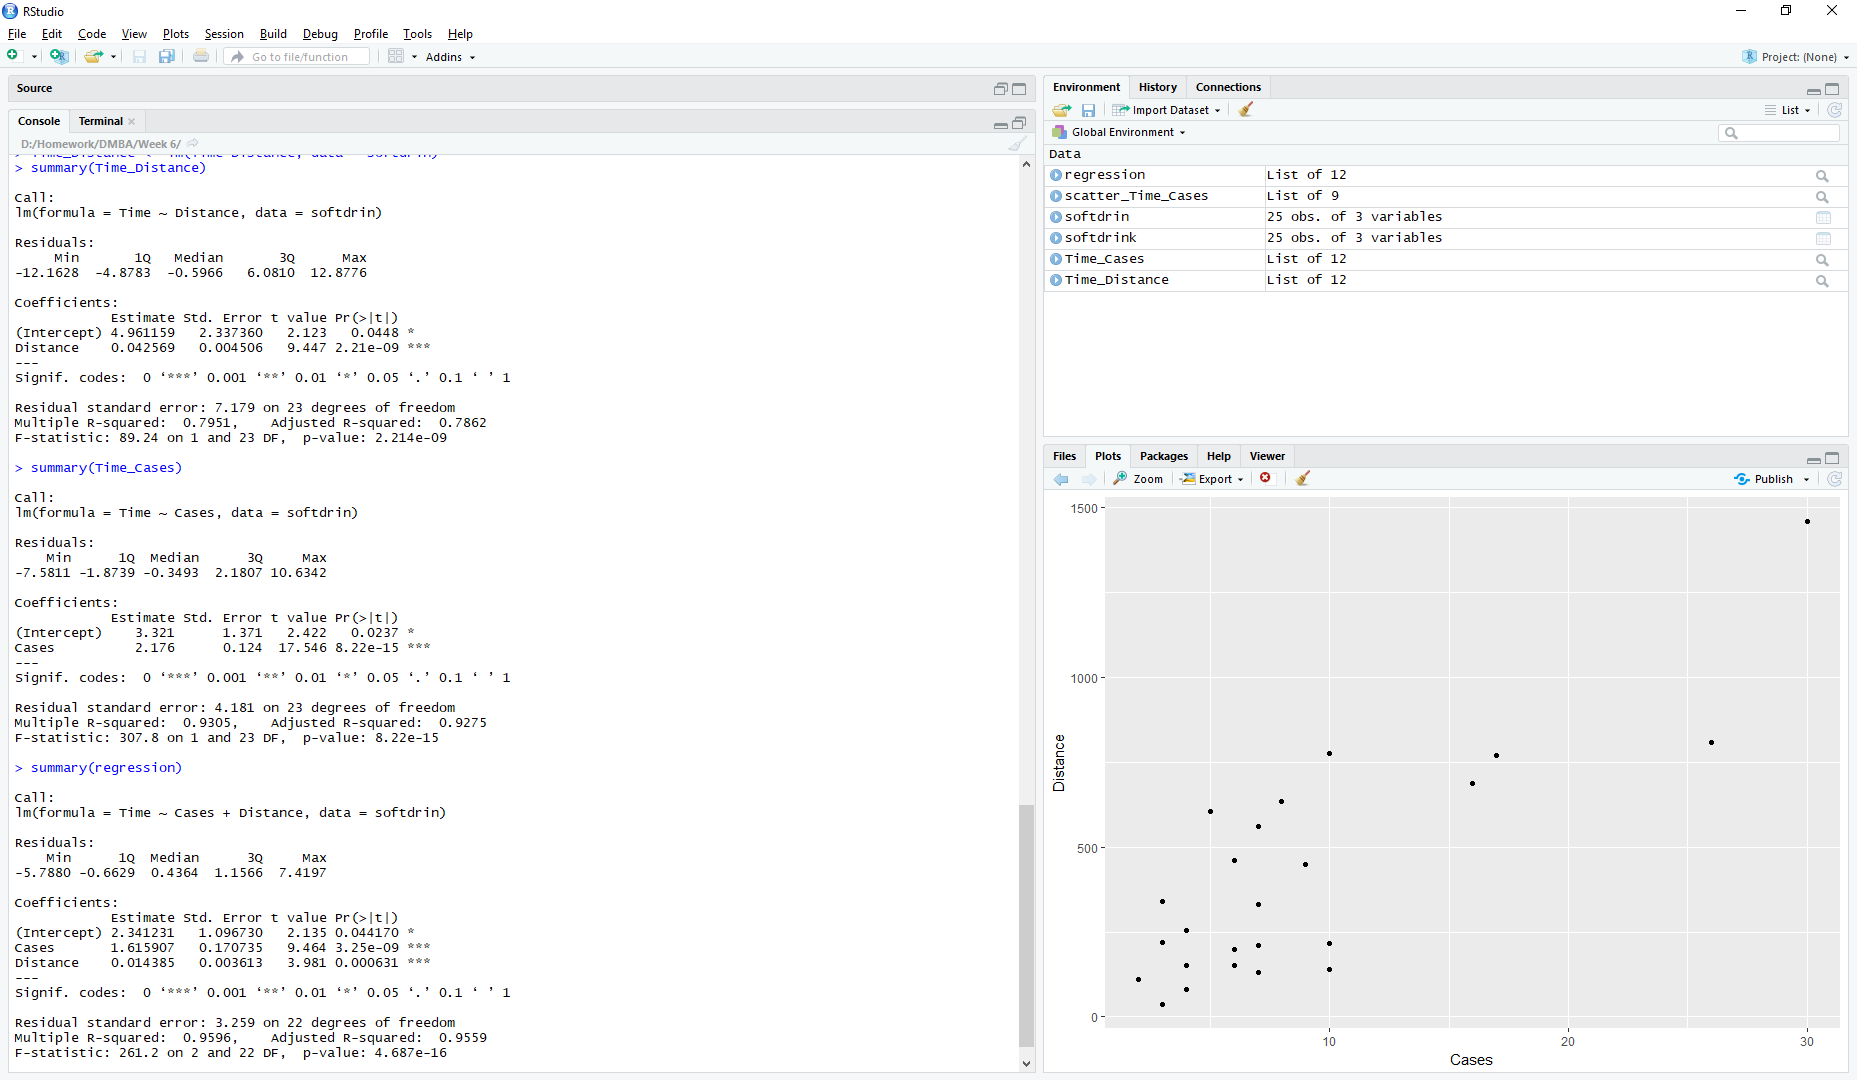 RStudio
File Edit Code View Plots Session Build Debug Profile Tools Help
Go to file/function Addins Project: (None)
Source
Console Terminal
D:/Homework/DMBA/Week 6/
> summary(Time_Distance)
Call:
lm(formula = Time ~ Distance, data = softdrin)
Residuals:
Min 1Q Median 3Q Max
-12.1628 -4.8783 -0.5966 6.0810 12.8776
Coefficients:
Estimate Std. Error t value Pr(>|t|)
(Intercept) 4.961159 2.337360 2.123 0.0448 *
Distance 0.042569 0.004506 9.447 2.21e-09 ***
---
Signif. codes: 0 ‘***’ 0.001 ‘**’ 0.01 ‘*’ 0.05 ‘.’ 0.1 ‘ ’ 1
Residual standard error: 7.179 on 23 degrees of freedom
Multiple R-squared: 0.7951, Adjusted R-squared: 0.7862
F-statistic: 89.24 on 1 and 23 DF, p-value: 2.214e-09
> summary(Time_Cases)
Call:
lm(formula = Time ~ Cases, data = softdrin)
Residuals:
Min 1Q Median 3Q Max
-7.5811 -1.8739 -0.3493 2.1807 10.6342
Coefficients:
Estimate Std. Error t value Pr(>|t|)
(Intercept) 3.321 1.371 2.422 0.0237 *
Cases 2.176 0.124 17.546 8.22e-15 ***
---
Signif. codes: 0 ‘***’ 0.001 ‘**’ 0.01 ‘*’ 0.05 ‘.’ 0.1 ‘ ’ 1
Residual standard error: 4.181 on 23 degrees of freedom
Multiple R-squared: 0.9305, Adjusted R-squared: 0.9275
F-statistic: 307.8 on 1 and 23 DF, p-value: 8.22e-15
> summary(regression)
Call:
lm(formula = Time ~ Cases + Distance, data = softdrin)
Residuals:
Min 1Q Median 3Q Max
-5.7880 -0.6629 0.4364 1.1566 7.4197
Coefficients:
Estimate Std. Error t value Pr(>|t|)
(Intercept) 2.341231 1.096730 2.135 0.044170 *
Cases 1.615907 0.170735 9.464 3.25e-09 ***
Distance 0.014385 0.003613 3.981 0.000631 ***
---
Signif. codes: 0 ‘***’ 0.001 ‘**’ 0.01 ‘*’ 0.05 ‘.’ 0.1 ‘ ’ 1
Residual standard error: 3.259 on 22 degrees of freedom
Multiple R-squared: 0.9596, Adjusted R-squared: 0.9559
F-statistic: 261.2 on 2 and 22 DF, p-value: 4.687e-16
Environment History Connections
Import Dataset List
Global Environment
Data
regression List of 12
scatter_Time_Cases List of 9
softdrin 25 obs. of 3 variables
softdrink 25 obs. of 3 variables
Time_Cases List of 12
Time_Distance List of 12
Files Plots Packages Help Viewer
Zoom Export Publish
1500
1000
500
0
Distance
10 20 30
Cases